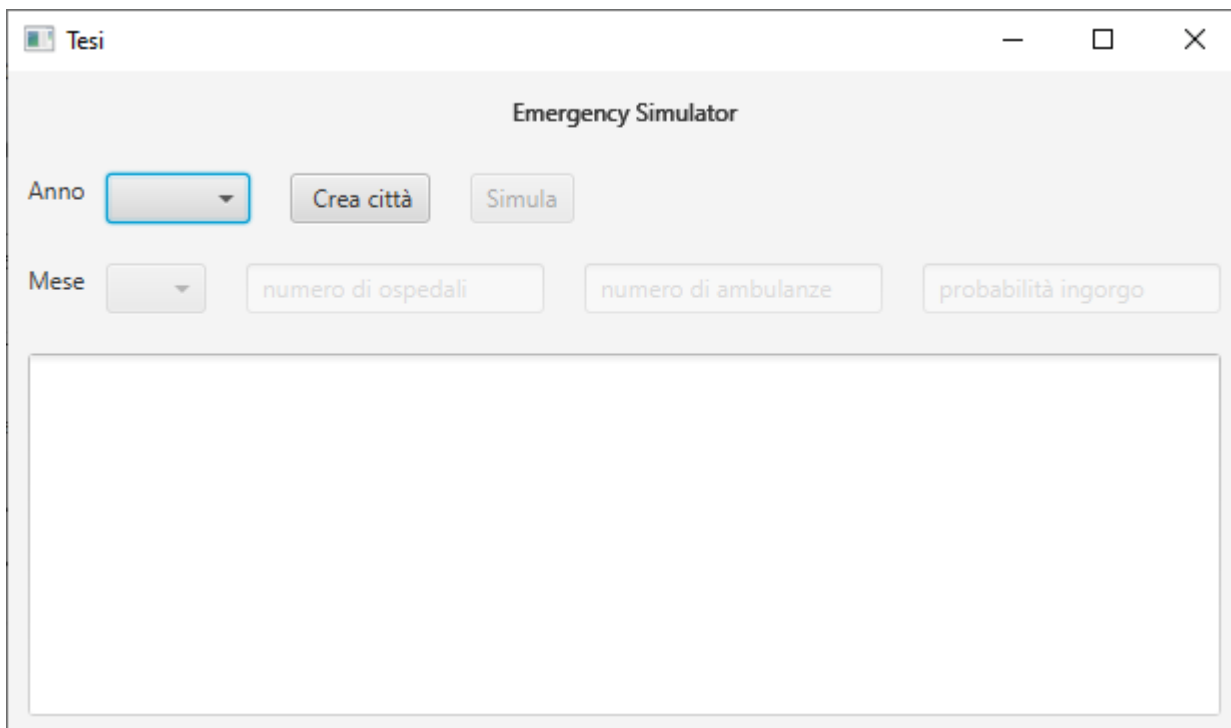 Tesi
Emergency Simulator
Anno Crea città Simula
Mese numero di ospedali numero di ambulanze probabilità ingorgo